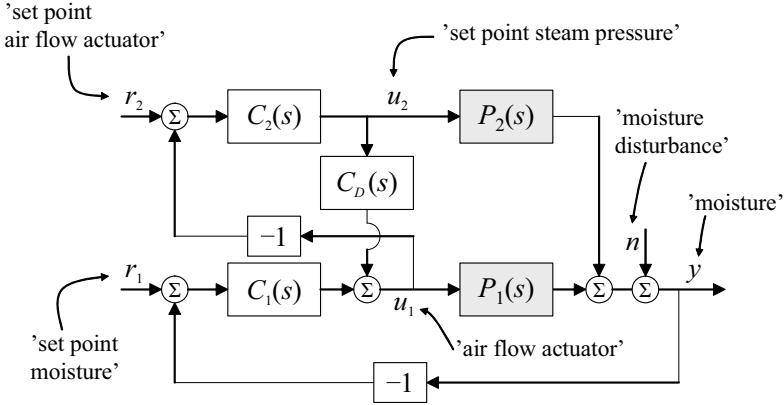 'set point
air flow actuator'
'set point steam pressure'
r₂
Σ
C₂(s)
u₂
P₂(s)
'moisture
disturbance'
C_D(s)
'moisture'
−1
n
r₁
Σ
C₁(s)
Σ
u₁
P₁(s)
Σ
Σ
y
'set point
moisture'
'air flow actuator'
−1